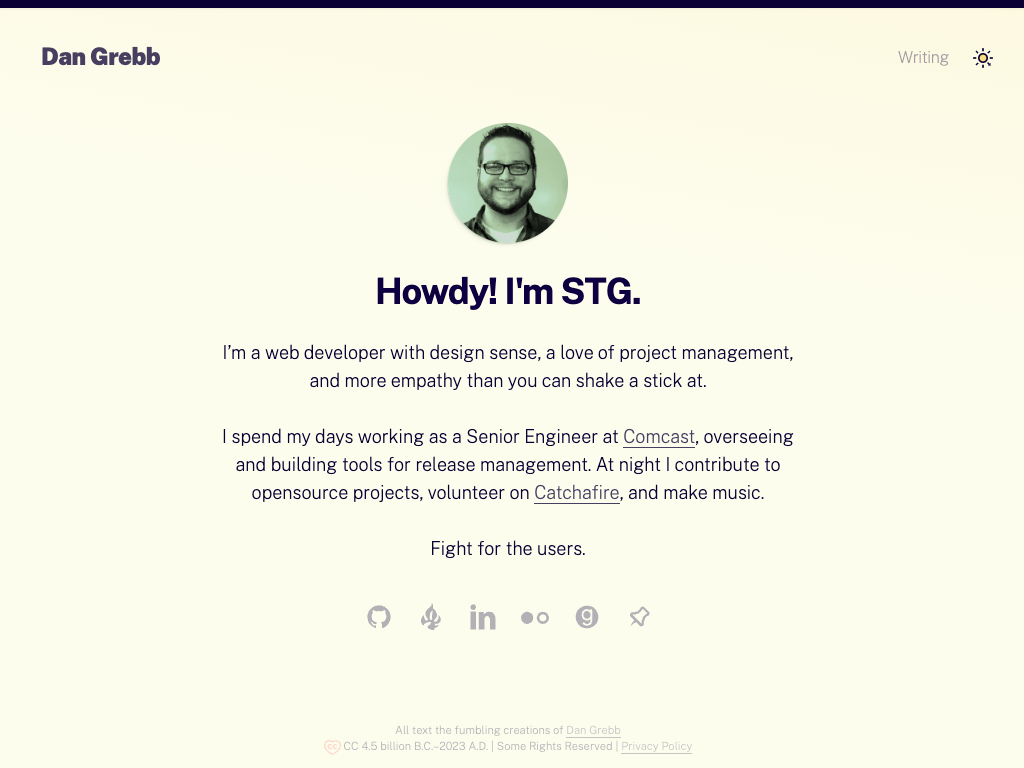 Dan Grebb
Writing
Howdy! I'm STG.
I’m a web developer with design sense, a love of project management,
and more empathy than you can shake a stick at.
I spend my days working as a Senior Engineer at Comcast, overseeing
and building tools for release management. At night I contribute to
opensource projects, volunteer on Catchafire, and make music.
Fight for the users.
in
g
All text the fumbling creations of Dan Grebb
cc CC 4.5 billion B.C.–2023 A.D. | Some Rights Reserved | Privacy Policy